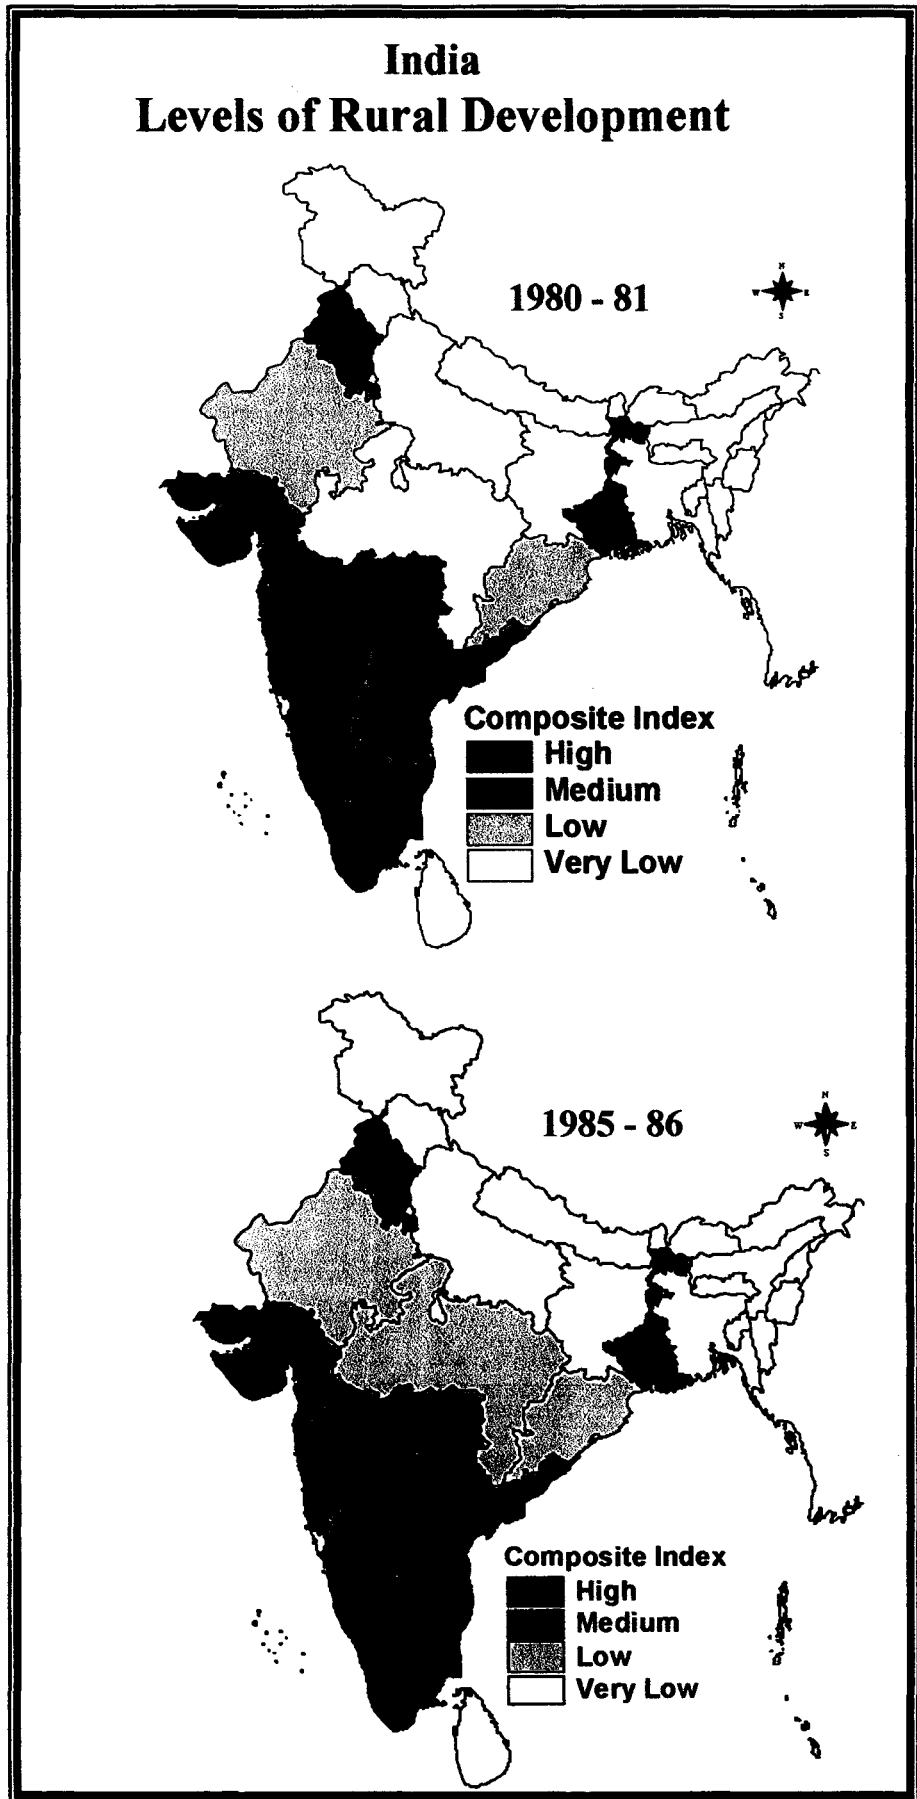 India
Levels of Rural Development
1980 - 81
N
W E
S
Composite Index
High
Medium
Low
Very Low
1985 - 86
N
W E
S
Composite Index
High
Medium
Low
Very Low